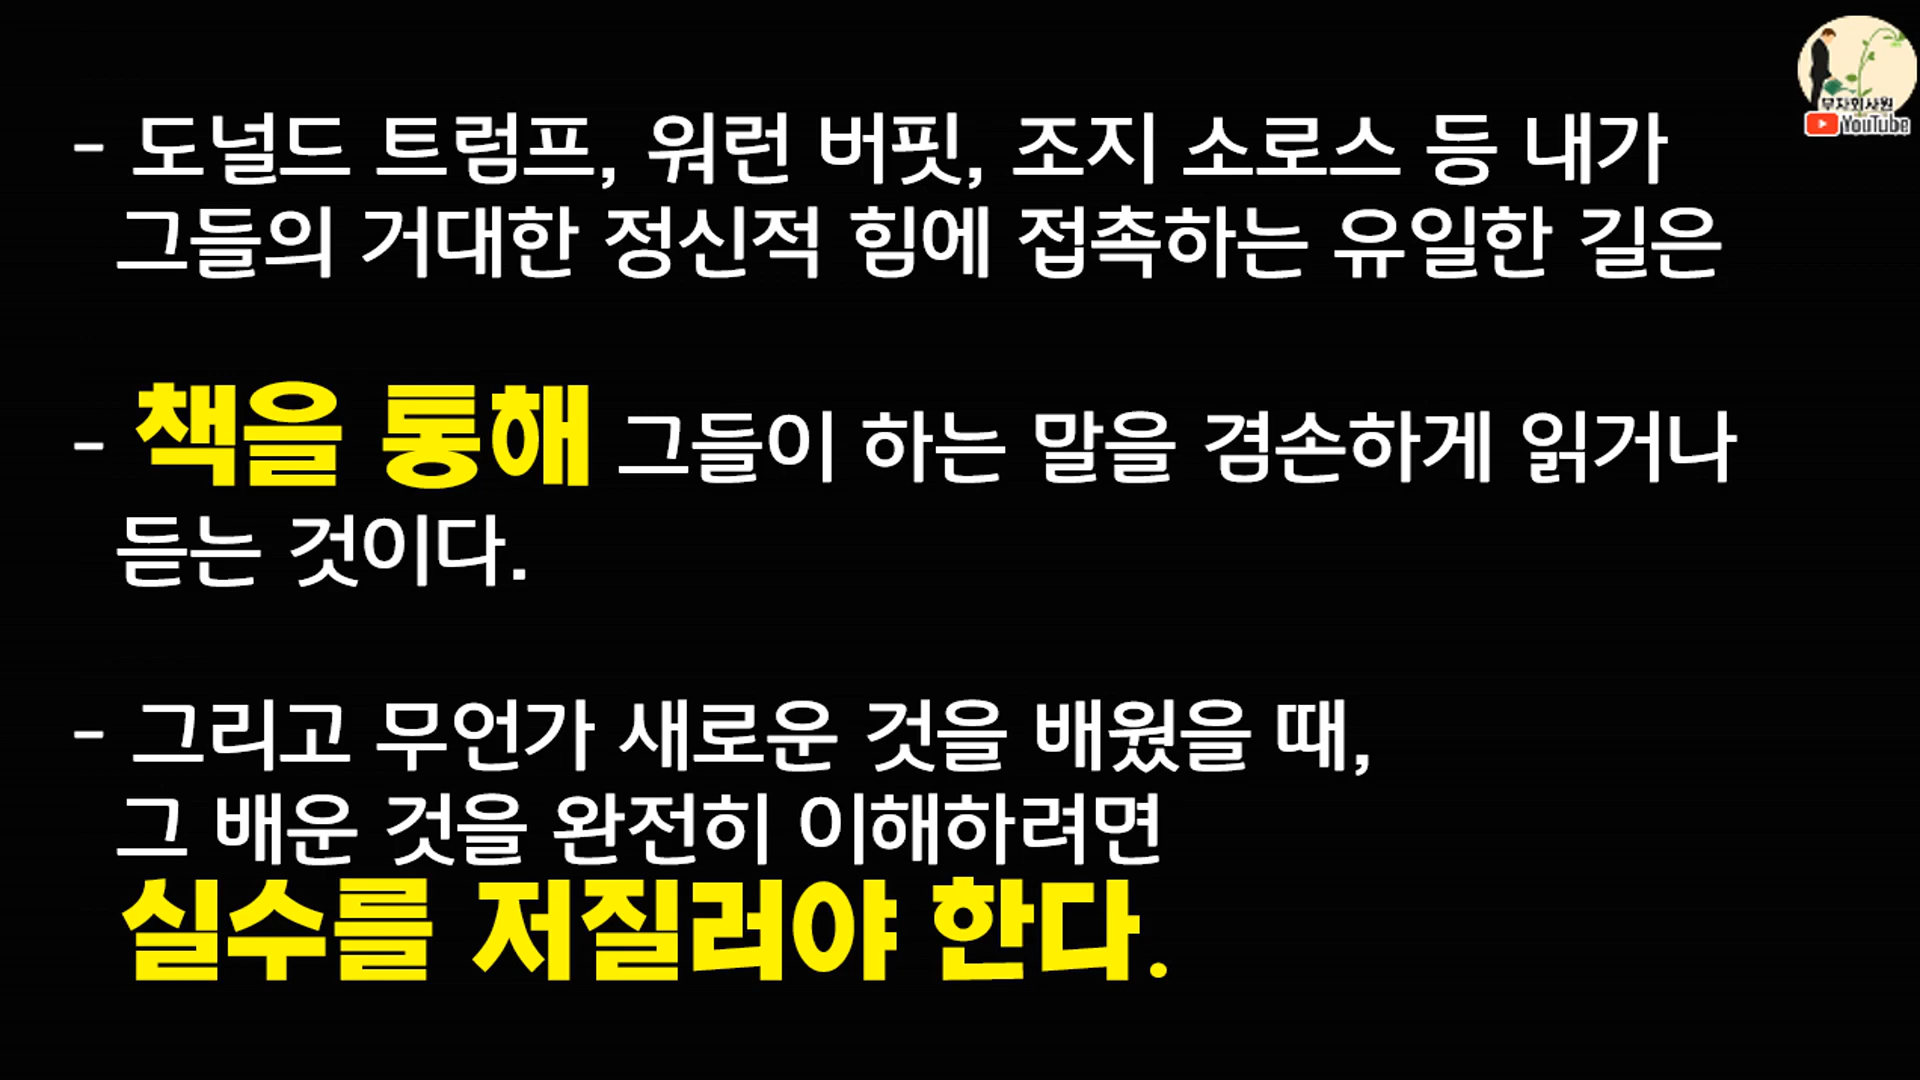 - 도널드 트럼프, 워런 버핏, 조지 소로스 등 내가
그들의 거대한 정신적 힘에 접촉하는 유일한 길은
- 책을 통해 그들이 하는 말을 겸손하게 읽거나
듣는 것이다.
- 그리고 무언가 새로운 것을 배웠을 때,
그 배운 것을 완전히 이해하려면
실수를 저질러야 한다.
부자회사원
YouTube